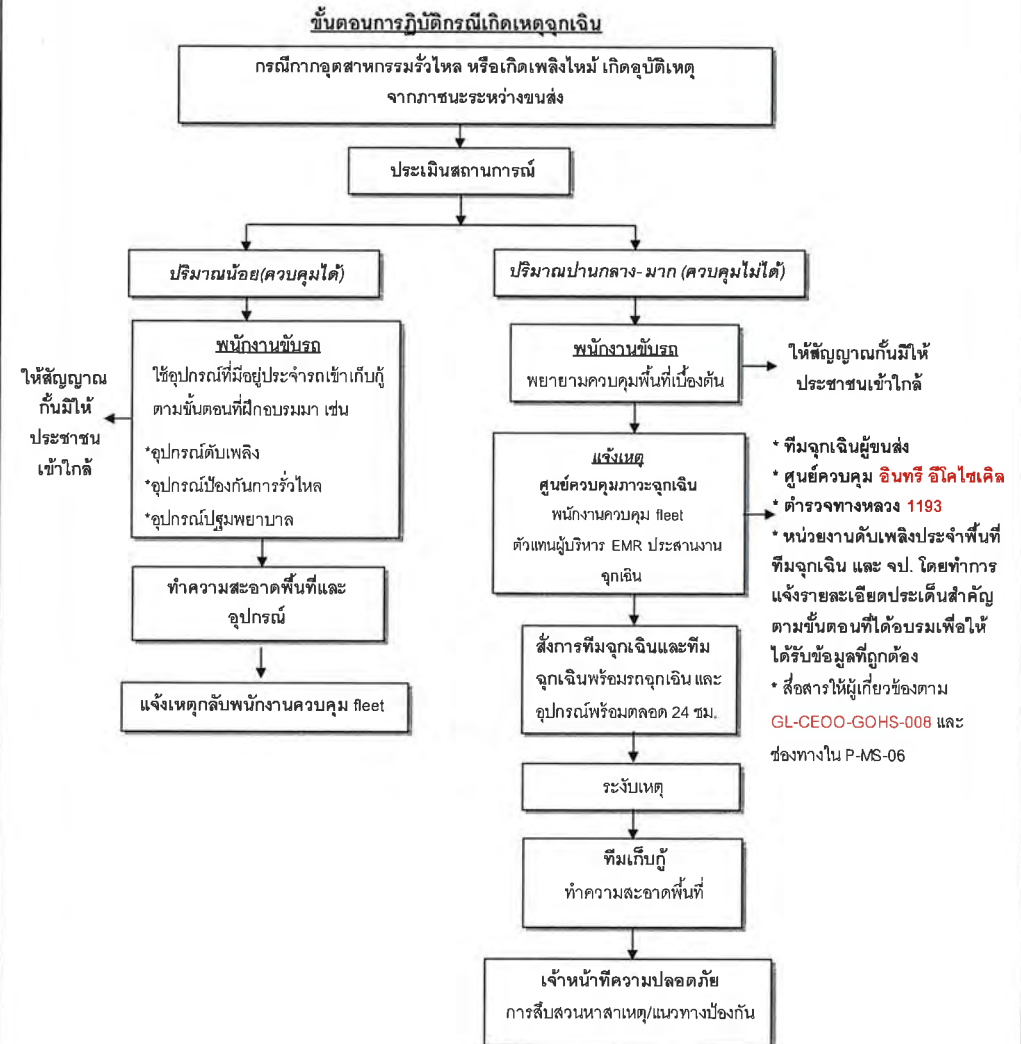 ขั้นตอนการฏิบัติกรณีเกิดเหตุฉุกเฉิน
กรณีกากอุตสาหกรรมรั่วไหล หรือเกิดเพลิงไหม้ เกิดอุบัติเหตุ
จากภาชนะระหว่างขนส่ง
ประเมินสถานการณ์
ปริมาณน้อย(ควบคุมได้)
พนักงานขับรถ
ใช้อุปกรณ์ที่มีอยู่ประจำรถเข้าเก็บกู้
ตามขั้นตอนที่ฝึกอบรมมา เช่น
*อุปกรณ์ดับเพลิง
*อุปกรณ์ป้องกันการรั่วไหล
*อุปกรณ์ปฐมพยาบาล
ให้สัญญาณ
กั้นมิให้
ประชาชน
เข้าใกล้
ทำความสะอาดพื้นที่และ
อุปกรณ์
แจ้งเหตุกลับพนักงานควบคุม fleet
ปริมาณปานกลาง- มาก (ควบคุมไม่ได้)
พนักงานขับรถ
พยายามควบคุมพื้นที่เบื้องต้น
ให้สัญญาณกั้นมิให้
ประชาชนเข้าใกล้
แจ้งเหตุ
ศูนย์ควบคุมภาวะฉุกเฉิน
พนักงานควบคุม fleet
ตัวแทนผู้บริหาร EMR ประสานงาน
ฉุกเฉิน
* ทีมฉุกเฉินผู้ขนส่ง
* ศูนย์ควบคุม อินทรี อีโคไซเคิล
* ตำรวจทางหลวง 1193
* หน่วยงานดับเพลิงประจำพื้นที่
ทีมฉุกเฉิน และ จป. โดยทำการ
แจ้งรายละเอียดประเด็นสำคัญ
ตามขั้นตอนที่ได้อบรมเพื่อให้
ได้รับข้อมูลที่ถูกต้อง
* สื่อสารให้ผู้เกี่ยวข้องตาม
GL-CEOO-GOHS-008 และ
ช่องทางใน P-MS-06
สั่งการทีมฉุกเฉินและทีม
ฉุกเฉินพร้อมรถฉุกเฉิน และ
อุปกรณ์พร้อมตลอด 24 ชม.
ระงับเหตุ
ทีมเก็บกู้
ทำความสะอาดพื้นที่
เจ้าหน้าที่ความปลอดภัย
การสืบสวนหาสาเหตุ/แนวทางป้องกัน